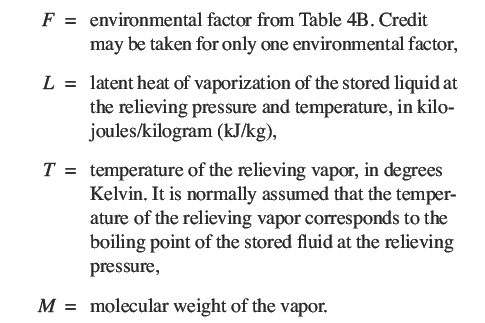 F = environmental factor from Table 4B. Credit
may be taken for only one environmental factor,
L = latent heat of vaporization of the stored liquid at
the relieving pressure and temperature, in kilo-
joules/kilogram (kJ/kg),
T = temperature of the relieving vapor, in degrees
Kelvin. It is normally assumed that the temper-
ature of the relieving vapor corresponds to the
boiling point of the stored fluid at the relieving
pressure,
M = molecular weight of the vapor.